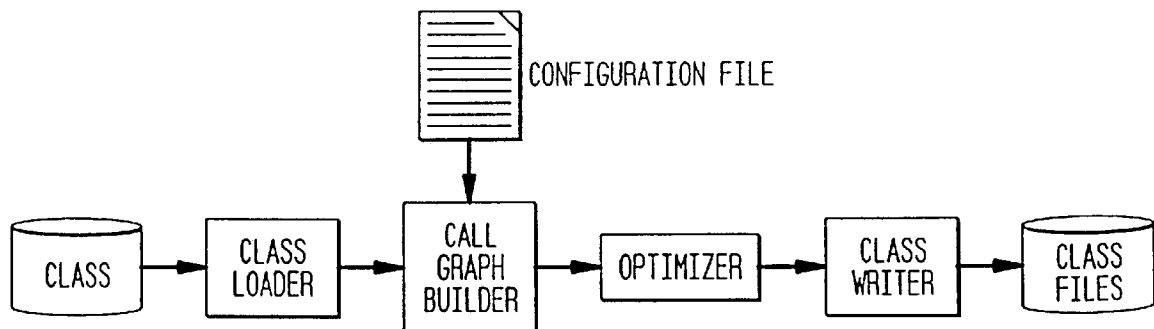 CONFIGURATION FILE
CLASS
CLASS
LOADER
CALL
GRAPH
BUILDER
OPTIMIZER
CLASS
WRITER
CLASS
FILES